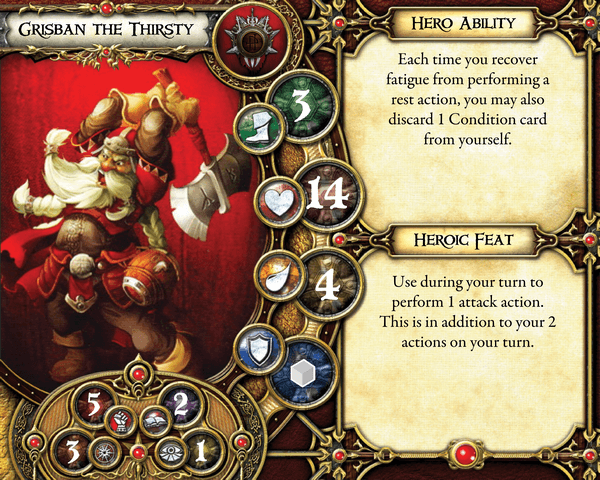 Grisban the Thirsty
3
14
4
5
2
3
1
Hero Ability
Each time you recover
fatigue from performing a
rest action, you may also
discard 1 Condition card
from yourself.
Heroic Feat
Use during your turn to
perform 1 attack action.
This is in addition to your 2
actions on your turn.